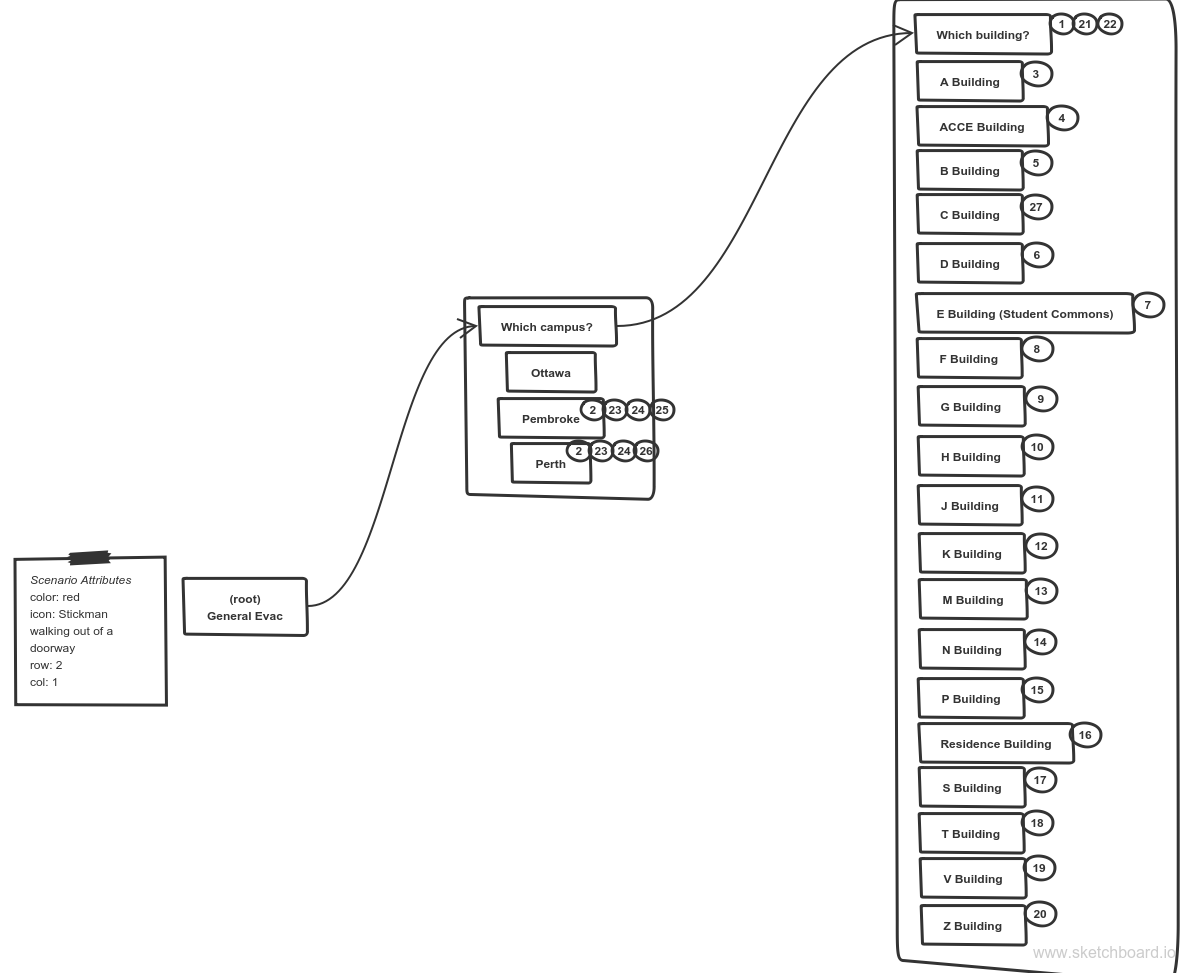 Scenario Attributes
color: red
icon: Stickman
walking out of a
doorway
row: 2
col: 1
(root)
General Evac
Which campus?
Ottawa
Pembroke 2 23 24 25
Perth 2 23 24 26
Which building? 1 21 22
A Building 3
ACCE Building 4
B Building 5
C Building 27
D Building 6
E Building (Student Commons) 7
F Building 8
G Building 9
H Building 10
J Building 11
K Building 12
M Building 13
N Building 14
P Building 15
Residence Building 16
S Building 17
T Building 18
V Building 19
Z Building 20
www.sketchboard.io